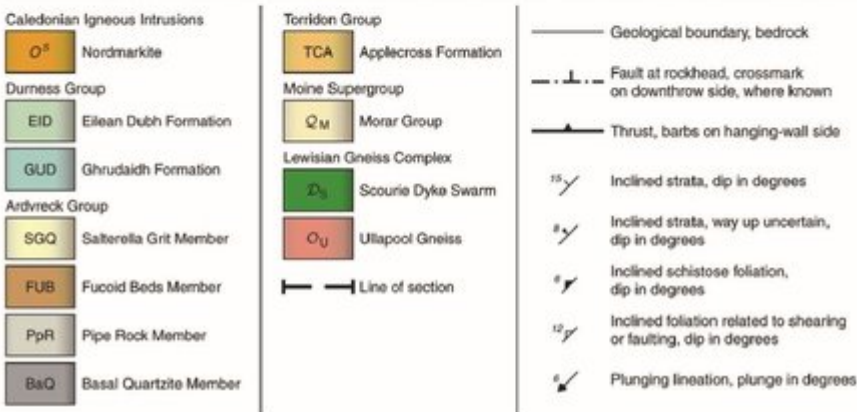 Caledonian Igneous Intrusions
Oˢ Nordmarkite
Durness Group
EID Eilean Dubh Formation
GUD Ghrudaidh Formation
Ardvreck Group
SGQ Salterella Grit Member
FUB Fucoid Beds Member
PpR Pipe Rock Member
BaQ Basal Quartzite Member
Torridon Group
TCA Applecross Formation
Moine Supergroup
QM Morar Group
Lewisian Gneiss Complex
DS Scourie Dyke Swarm
OU Ullapool Gneiss
Line of section
Geological boundary, bedrock
Fault at rockhead, crossmark
on downthrow side, where known
Thrust, barbs on hanging-wall side
15 Inclined strata, dip in degrees
8 Inclined strata, way up uncertain,
dip in degrees
6 Inclined schistose foliation,
dip in degrees
12 Inclined foliation related to shearing
or faulting, dip in degrees
6 Plunging lineation, plunge in degrees